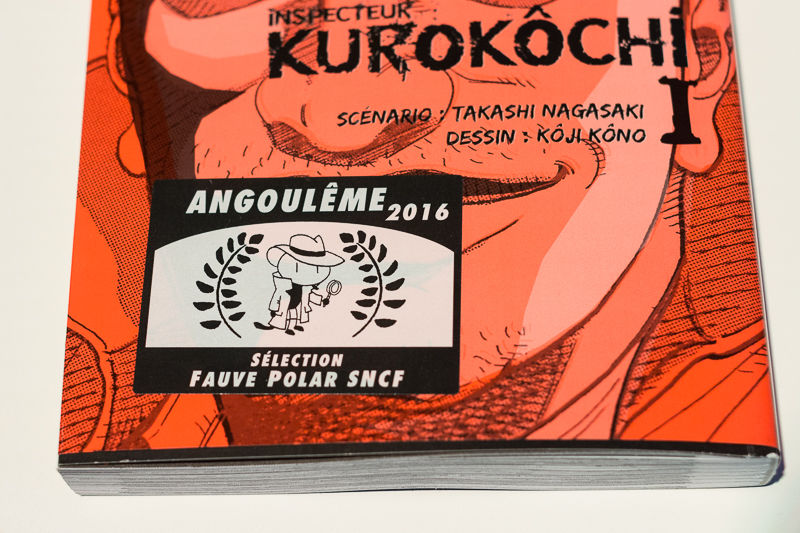 INSPECTEUR
KUROKÔCHI
I
SCÉNARIO : TAKASHI NAGASAKI
DESSIN : KÔJI KÔNO
ANGOULÊME 2016
SÉLECTION
FAUVE POLAR SNCF